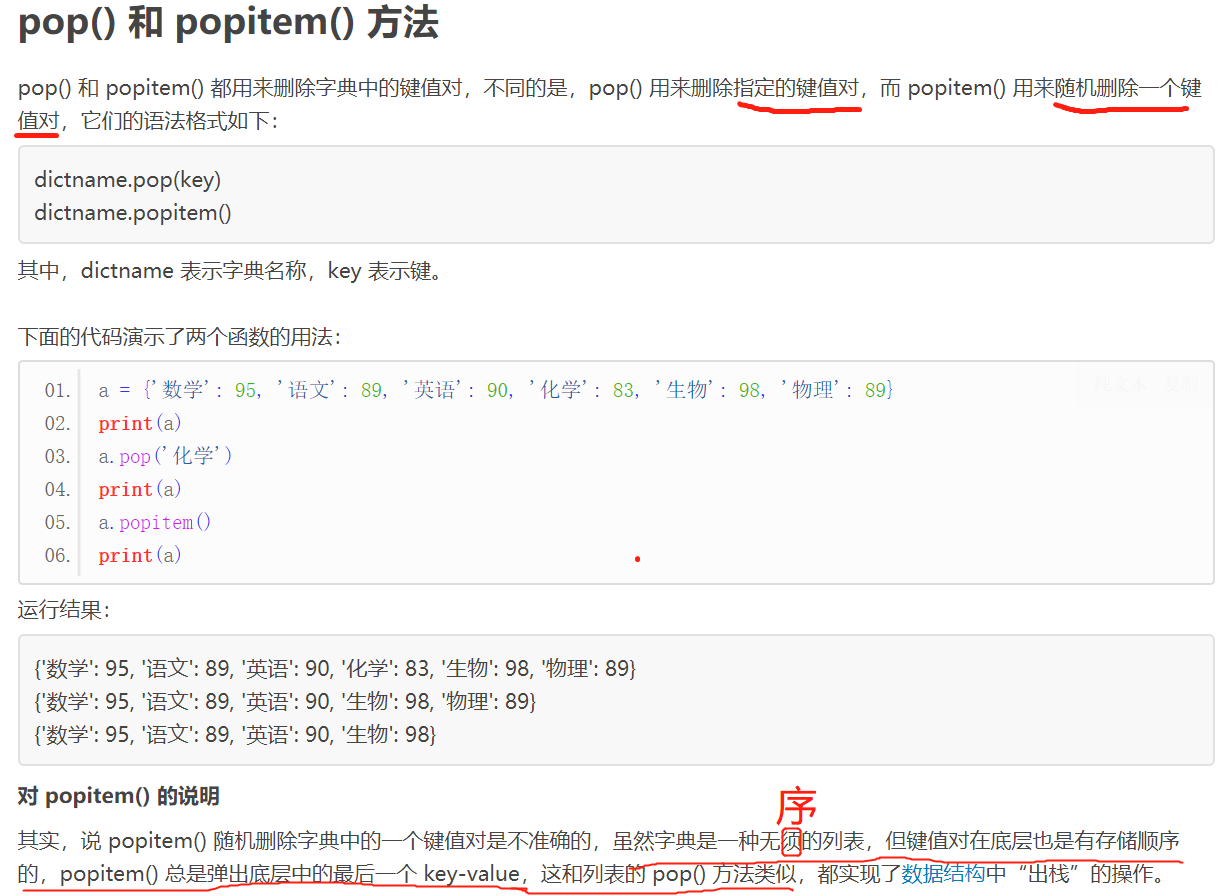 pop() 和 popitem() 方法
pop() 和 popitem() 都用来删除字典中的键值对，不同的是，pop() 用来删除指定的键值对，而 popitem() 用来随机删除一个键
值对，它们的语法格式如下：
dictname.pop(key)
dictname.popitem()
其中，dictname 表示字典名称，key 表示键。
下面的代码演示了两个函数的用法：
01. a = {'数学': 95, '语文': 89, '英语': 90, '化学': 83, '生物': 98, '物理': 89}
02. print(a)
03. a.pop('化学')
04. print(a)
05. a.popitem()
06. print(a)
运行结果：
{'数学': 95, '语文': 89, '英语': 90, '化学': 83, '生物': 98, '物理': 89}
{'数学': 95, '语文': 89, '英语': 90, '生物': 98, '物理': 89}
{'数学': 95, '语文': 89, '英语': 90, '生物': 98}
对 popitem() 的说明
序
其实，说 popitem() 随机删除字典中的一个键值对是不准确的，虽然字典是一种无须的列表，但键值对在底层也是有存储顺序
的，popitem() 总是弹出底层中的最后一个 key-value，这和列表的 pop() 方法类似，都实现了数据结构中“出栈”的操作。